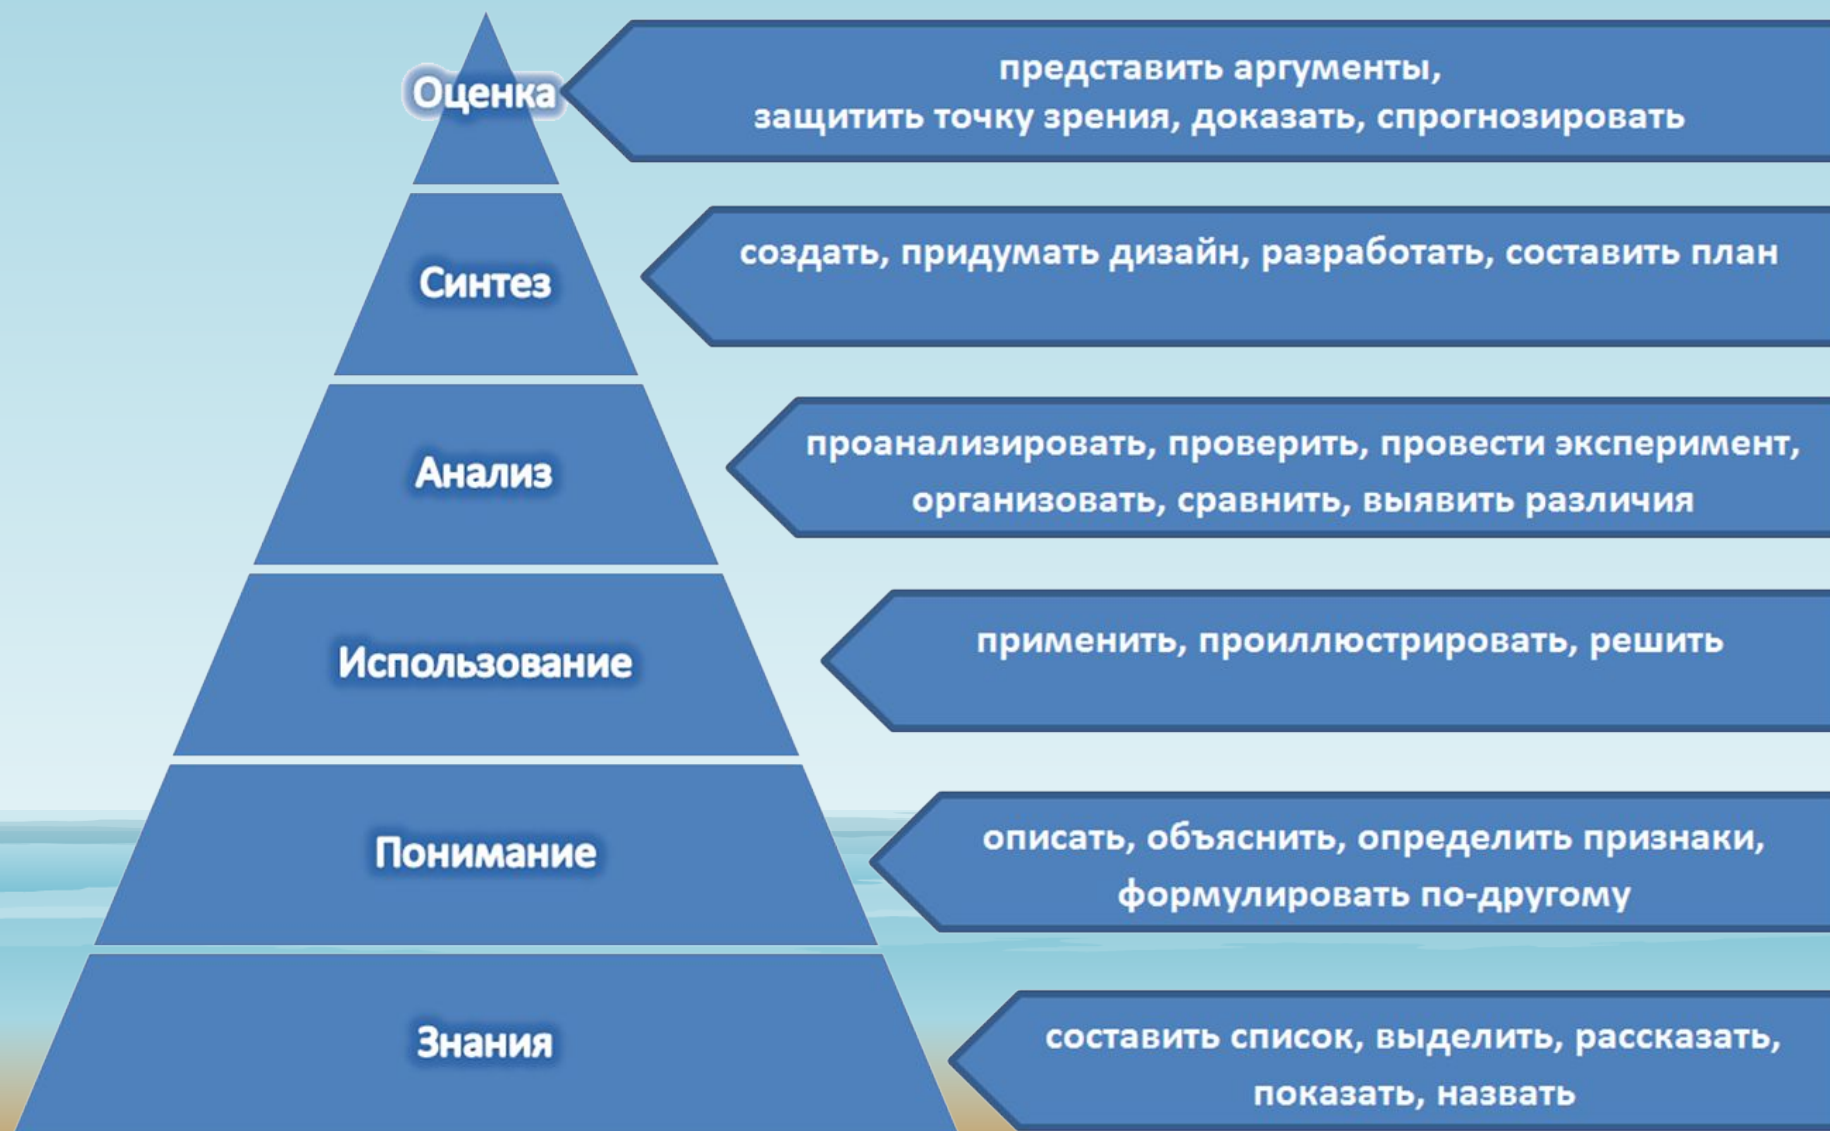 Оценка
представить аргументы,
защитить точку зрения, доказать, спрогнозировать
Синтез
создать, придумать дизайн, разработать, составить план
Анализ
проанализировать, проверить, провести эксперимент,
организовать, сравнить, выявить различия
Использование
применить, проиллюстрировать, решить
Понимание
описать, объяснить, определить признаки,
формулировать по-другому
Знания
составить список, выделить, рассказать,
показать, назвать